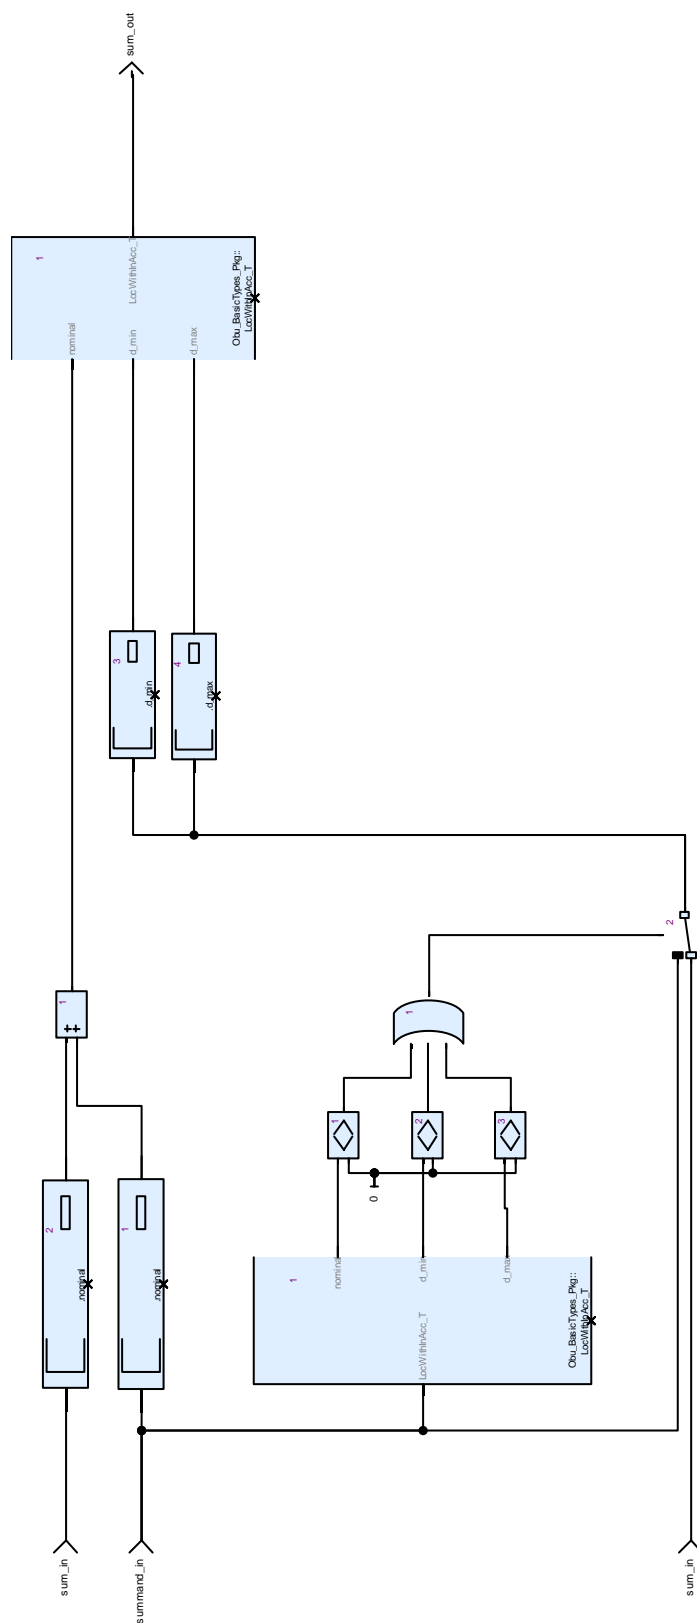 sum_out
1
LocWithInAcc_T
nominal
d_min
d_max
Obu_BasicTypes_Pkg::
LocWithInAcc_T
3
.d_min
4
.d_max
2
1
++
1
1
2
3
0
2
.nominal
1
.nominal
1
nominal
d_min
d_max
LocWithInAcc_T
Obu_BasicTypes_Pkg::
LocWithInAcc_T
sum_in
summand_in
sum_in